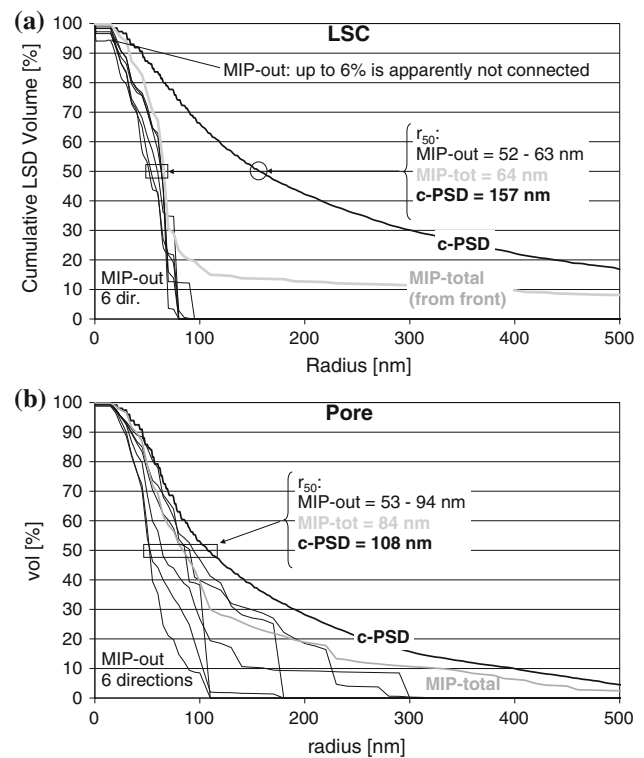 (a)
LSC
Cumulative LSD Volume [%]
100
90
80
70
60
50
40
30
20
10
0
MIP-out: up to 6% is apparently not connected
r50:
MIP-out = 52 - 63 nm
MIP-tot = 64 nm
c-PSD = 157 nm
c-PSD
MIP-out
6 dir.
MIP-total
(from front)
0 100 200 300 400 500
Radius [nm]
(b)
Pore
vol [%]
100
90
80
70
60
50
40
30
20
10
0
r50:
MIP-out = 53 - 94 nm
MIP-tot = 84 nm
c-PSD = 108 nm
c-PSD
MIP-out
6 directions
MIP-total
0 100 200 300 400 500
radius [nm]